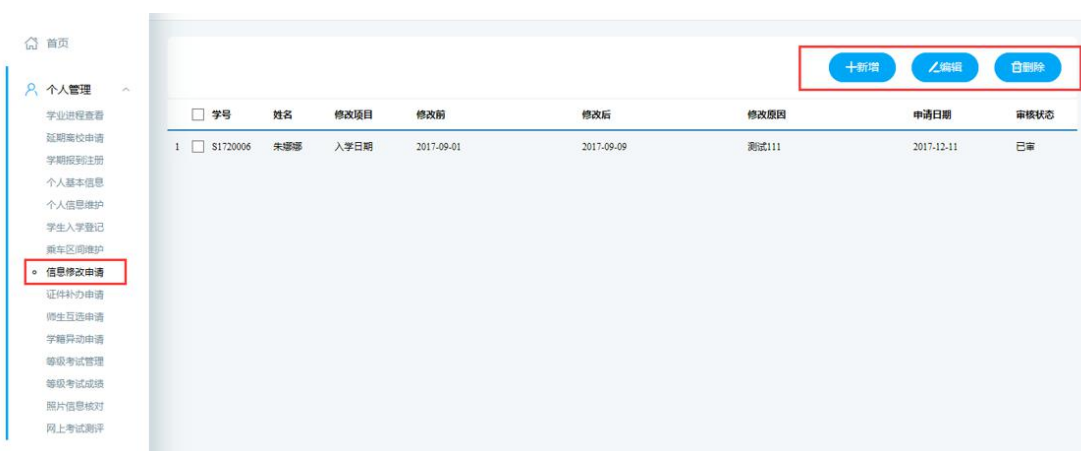 首页
个人管理
学业进程查看
延期离校申请
学期报到注册
个人基本信息
个人信息维护
学生入学登记
乘车区间维护
信息修改申请
证件补办申请
师生互选申请
学籍异动申请
等级考试管理
等级考试成绩
照片信息核对
网上考试测评
新增 编辑 删除
学号 姓名 修改项目 修改前 修改后 修改原因 申请日期 审核状态
1 S1720006 朱娜娜 入学日期 2017-09-01 2017-09-09 测试111 2017-12-11 已审